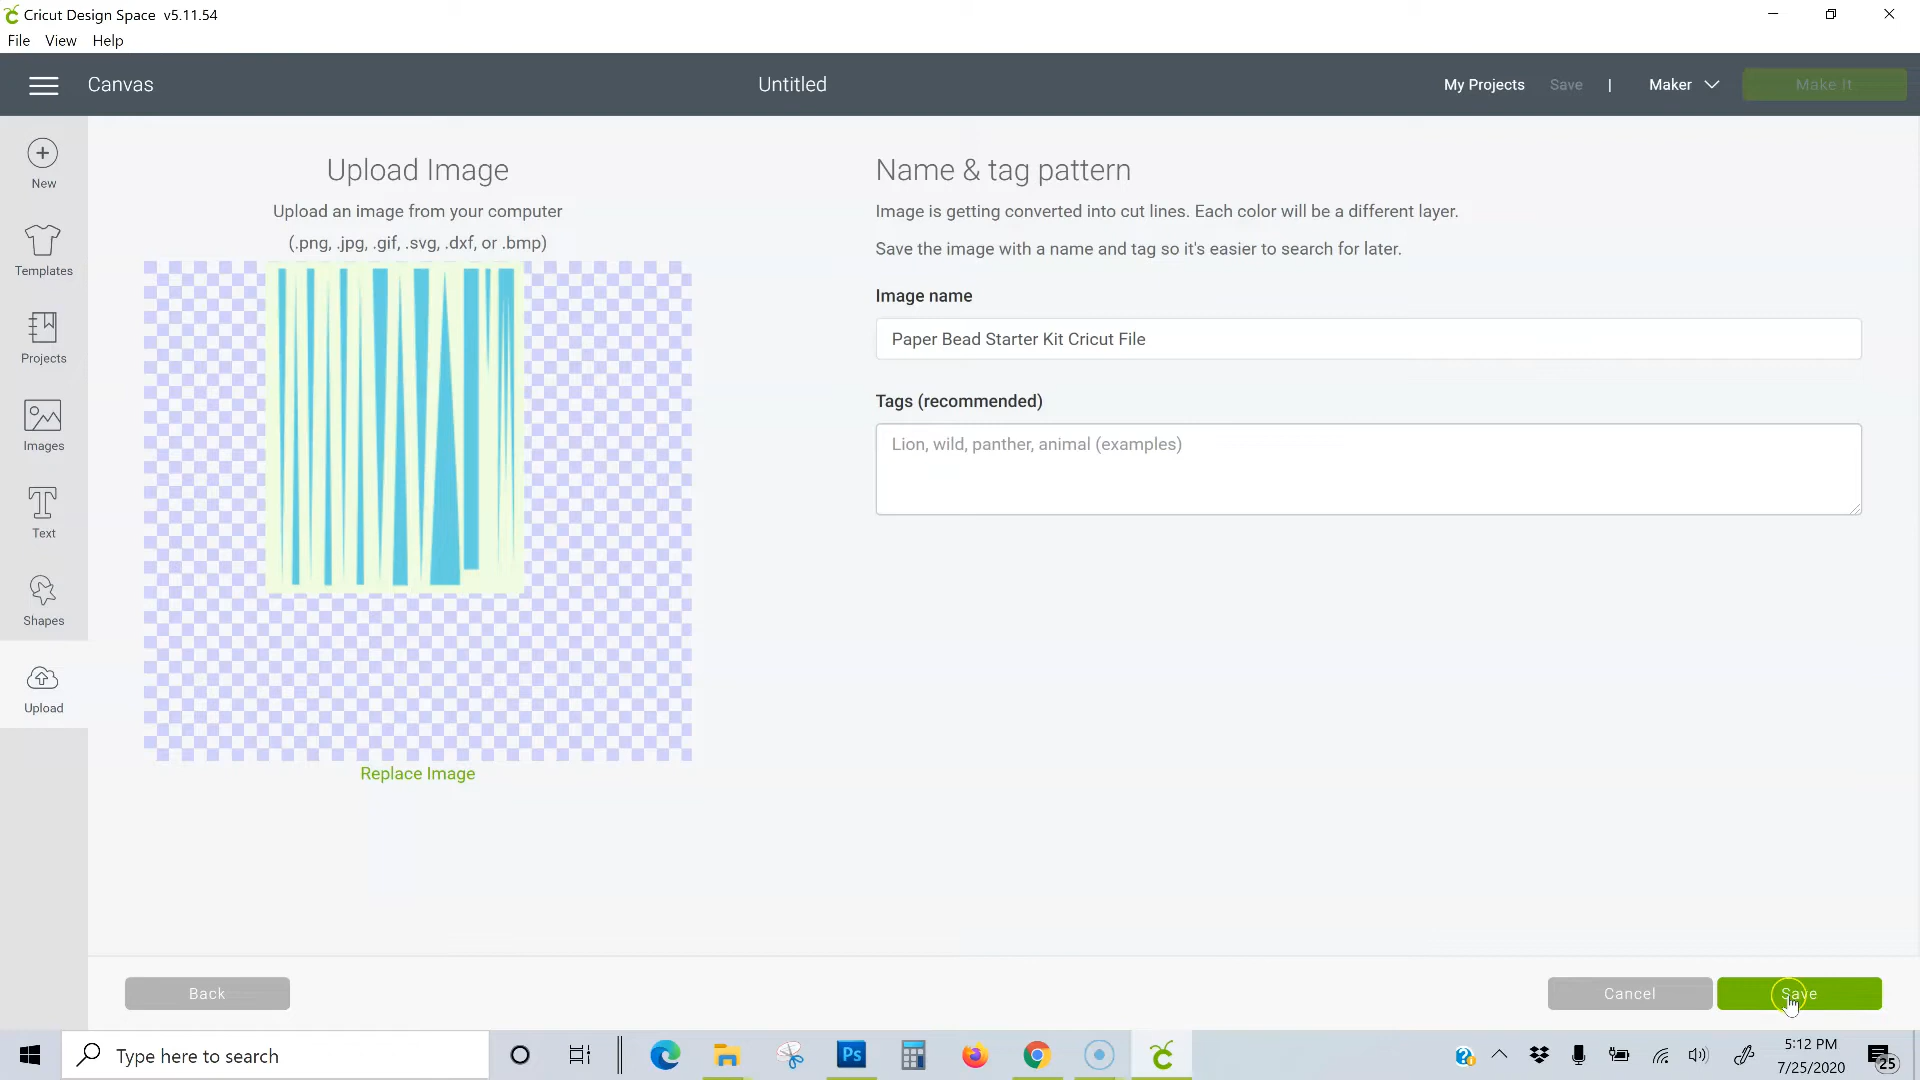 Cricut Design Space v5.11.54
File View Help
Canvas
Untitled
My Projects Save | Maker Make It
New
Templates
Projects
Images
Text
Shapes
Upload
Upload Image
Upload an image from your computer
(.png, .jpg, .gif, .svg, .dxf, or .bmp)
Replace Image
Name & tag pattern
Image is getting converted into cut lines. Each color will be a different layer.
Save the image with a name and tag so it's easier to search for later.
Image name
Paper Bead Starter Kit Cricut File
Tags (recommended)
Lion, wild, panther, animal (examples)
Back
Cancel
Save
Type here to search
Ps
5:12 PM
7/25/2020
25